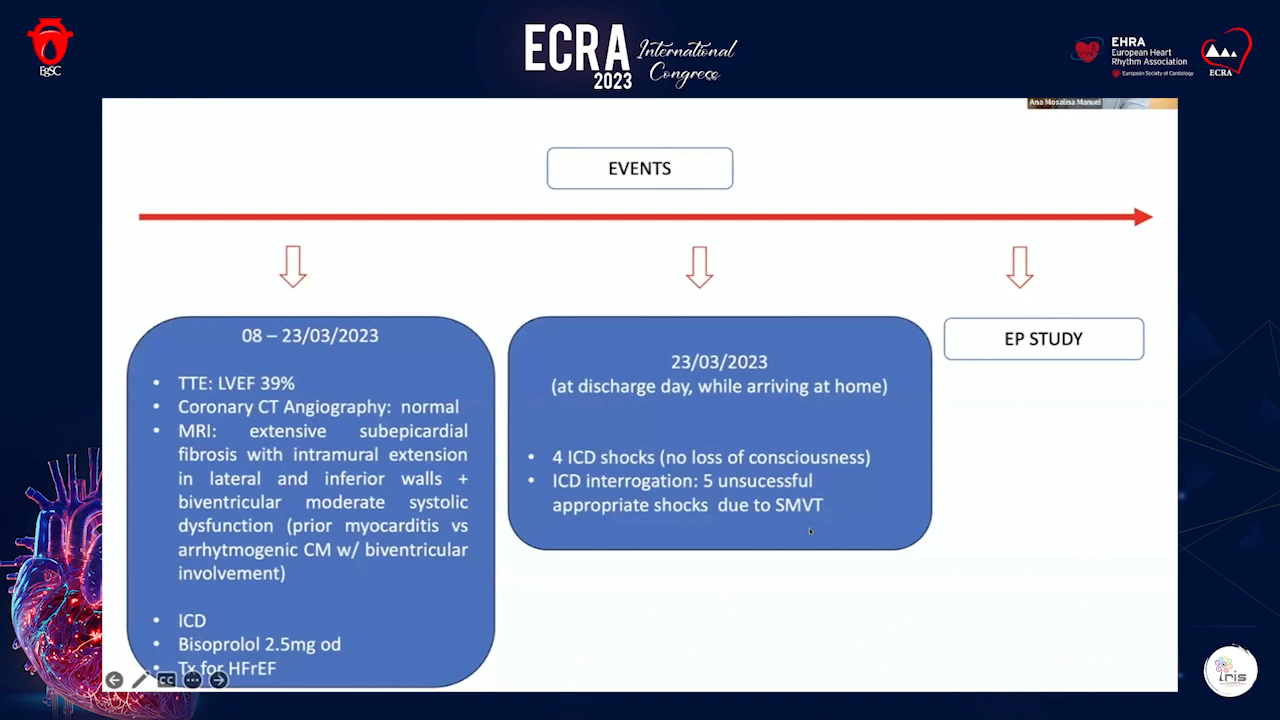 EgSC
ECRA
International
Congress
2023
EHRA
European Heart
Rhythm Association
European Society of Cardiology
ECRA
Ana Mosalina Manuel
EVENTS
08 – 23/03/2023
• TTE: LVEF 39%
• Coronary CT Angiography: normal
• MRI: extensive subepicardial
fibrosis with intramural extension
in lateral and inferior walls +
biventricular moderate systolic
dysfunction (prior myocarditis vs
arrhytmogenic CM w/ biventricular
involvement)
• ICD
• Bisoprolol 2.5mg od
• Tx for HFrEF
CC
23/03/2023
(at discharge day, while arriving at home)
• 4 ICD shocks (no loss of consciousness)
• ICD interrogation: 5 unsucessful
appropriate shocks due to SMVT
EP STUDY
iris